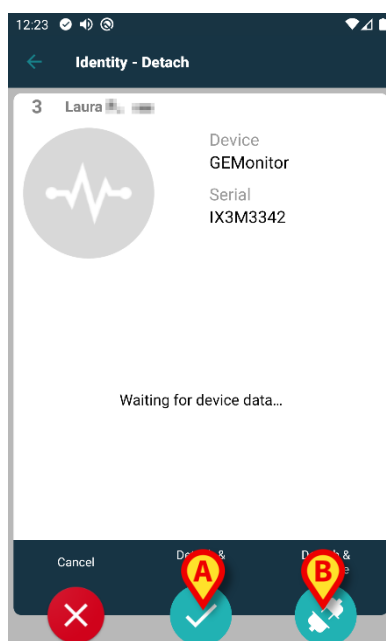 12:23
Identity - Detach
3 Laura
Device
GEMonitor
Serial
IX3M3342
Waiting for device data...
Cancel
&
A
&
B